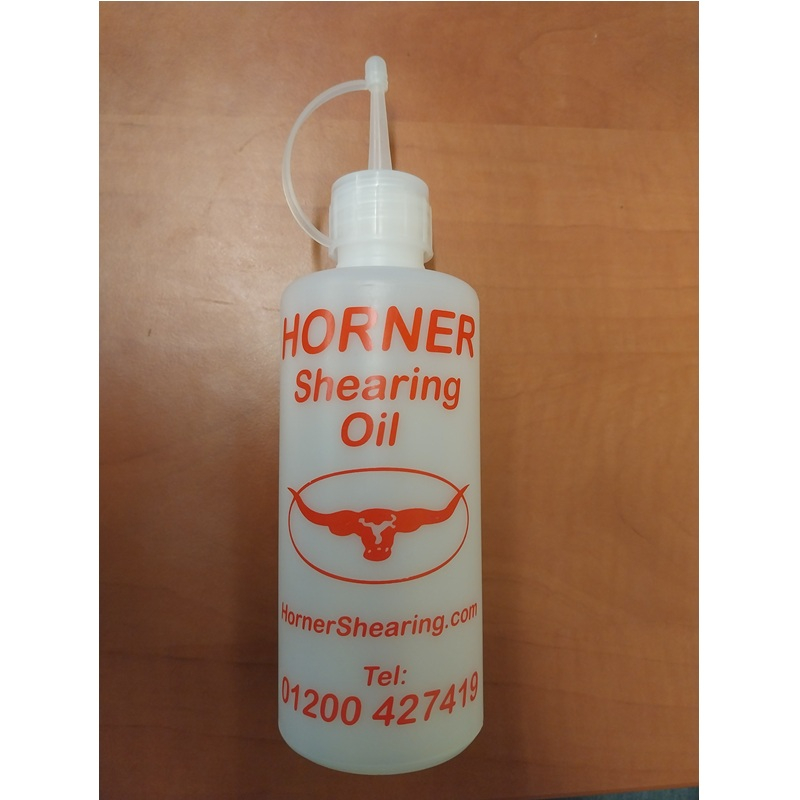 HORNER
Shearing
Oil
HornerShearing.com
Tel:
01200 427419